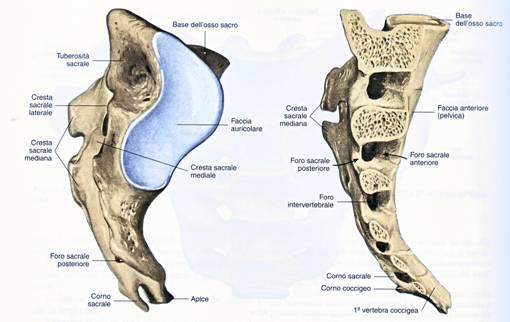 Base dell'osso sacro
Tuberosità
sacrale
Cresta
sacrale
laterale
Cresta
sacrale
mediana
Faccia
auricolare
Cresta sacrale
mediale
Foro sacrale
posteriore
Corno
sacrale
Apice
Base
dell'osso sacro
Cresta
sacrale
mediana
Faccia anteriore
(pelvica)
Foro sacrale
posteriore
Foro sacrale
anteriore
Foro
intervertebrale
Corno sacrale
Corno coccigeo
1ª vertebra coccigea